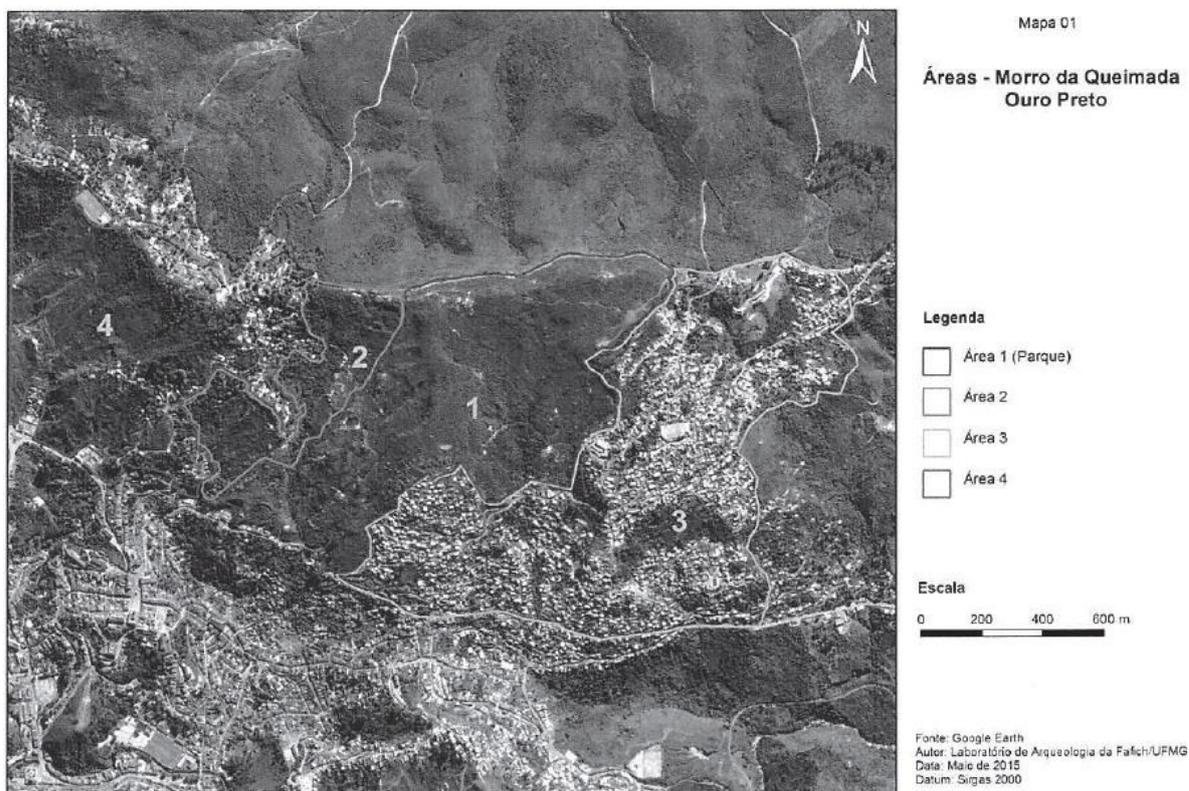 Mapa 01
Áreas - Morro da Queimada
Ouro Preto
N
4
2
1
3
Legenda
Área 1 (Parque)
Área 2
Área 3
Área 4
Escala
0 200 400 600 m
Fonte: Google Earth
Autor: Laboratório de Arqueologia da Fafich/UFMG
Data: Maio de 2015
Datum: Sirgas 2000